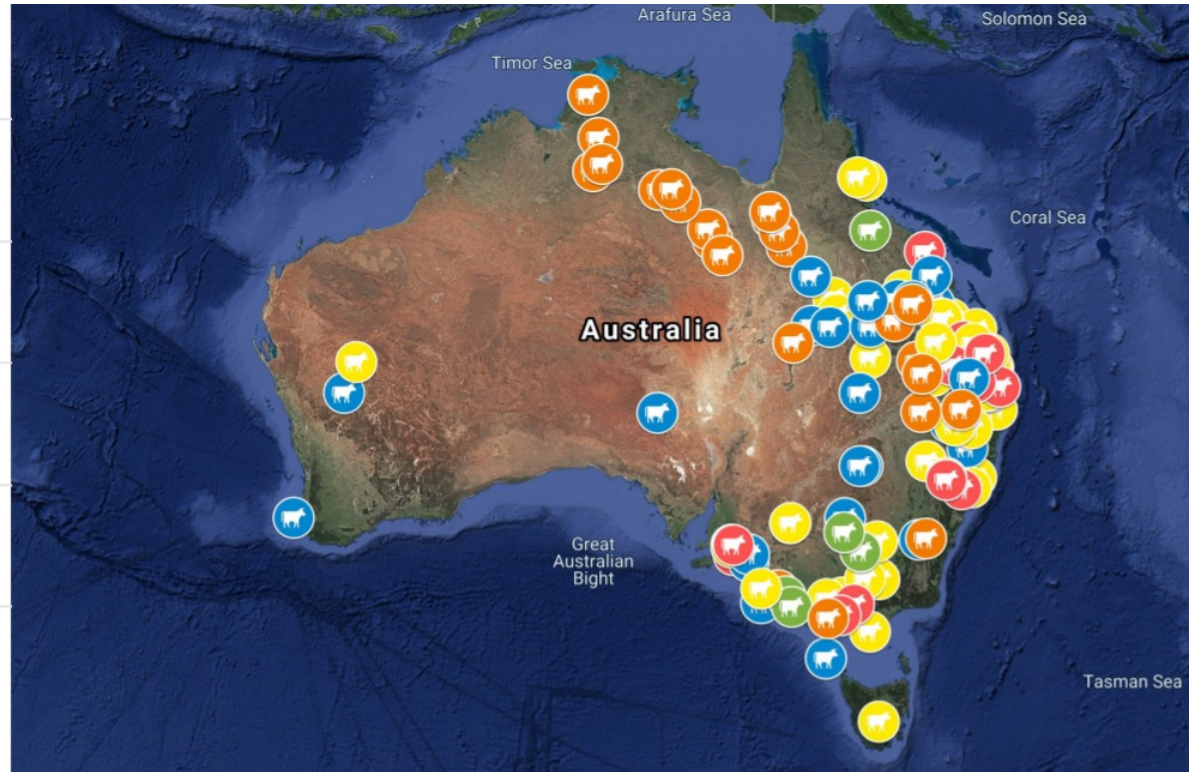 Arafura Sea
Solomon Sea
Timor Sea
Coral Sea
Australia
Great
Australian
Bight
Tasman Sea